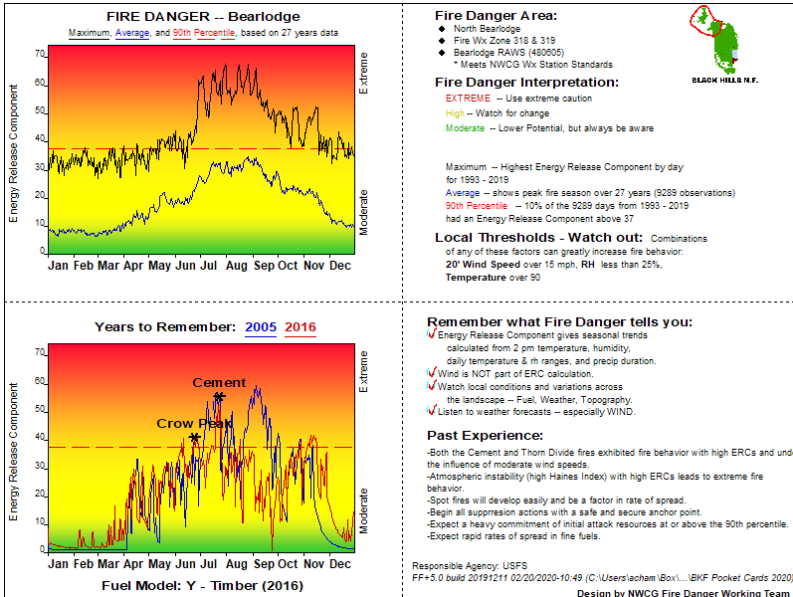 FIRE DANGER -- Bearlodge
Maximum, Average, and 90th Percentile, based on 27 years data
Energy Release Component
70
60
50
40
30
20
10
0
Extreme
Moderate
Jan Feb Mar Apr May Jun Jul Aug Sep Oct Nov Dec
Fire Danger Area:
North Bearlodge
Fire Wx Zone 318 & 319
Bearlodge RAWS (480605)
* Meets NWCG Wx Station Standards
BLACK HILLS N.F.
Fire Danger Interpretation:
EXTREME -- Use extreme caution
High -- Watch for change
Moderate -- Lower Potential, but always be aware
Maximum -- Highest Energy Release Component by day
for 1993 - 2019
Average -- shows peak fire season over 27 years (9289 observations)
90th Percentile -- 10% of the 9289 days from 1993 - 2019
had an Energy Release Component above 37
Local Thresholds - Watch out: Combinations
of any of these factors can greatly increase fire behavior:
20' Wind Speed over 15 mph, RH less than 25%,
Temperature over 90
Years to Remember: 2005 2016
Energy Release Component
70
60
50
40
30
20
10
0
Cement
Crow Peak
Extreme
Moderate
Jan Feb Mar Apr May Jun Jul Aug Sep Oct Nov Dec
Fuel Model: Y - Timber (2016)
Remember what Fire Danger tells you:
Energy Release Component gives seasonal trends
calculated from 2 pm temperature, humidity,
daily temperature & rh ranges, and precip duration.
Wind is NOT part of ERC calculation.
Watch local conditions and variations across
the landscape -- Fuel, Weather, Topography.
Listen to weather forecasts -- especially WIND.
Past Experience:
-Both the Cement and Thorn Divide fires exhibited fire behavior with high ERCs and unde
the influence of moderate wind speeds.
-Atmospheric instability (high Haines Index) with high ERCs leads to extreme fire
behavior.
-Spot fires will develop easily and be a factor in rate of spread.
-Begin all suppresion actions with a safe and secure anchor point.
-Expect a heavy commitment of initial attack resources at or above the 90th percentile.
-Expect rapid rates of spread in fine fuels.
Responsible Agency: USFS
FF+5.0 build 20191211 02/20/2020-10:49 (C:\Users\acham\Box\...\BKF Pocket Cards 2020)
Design by NWCG Fire Danger Working Team